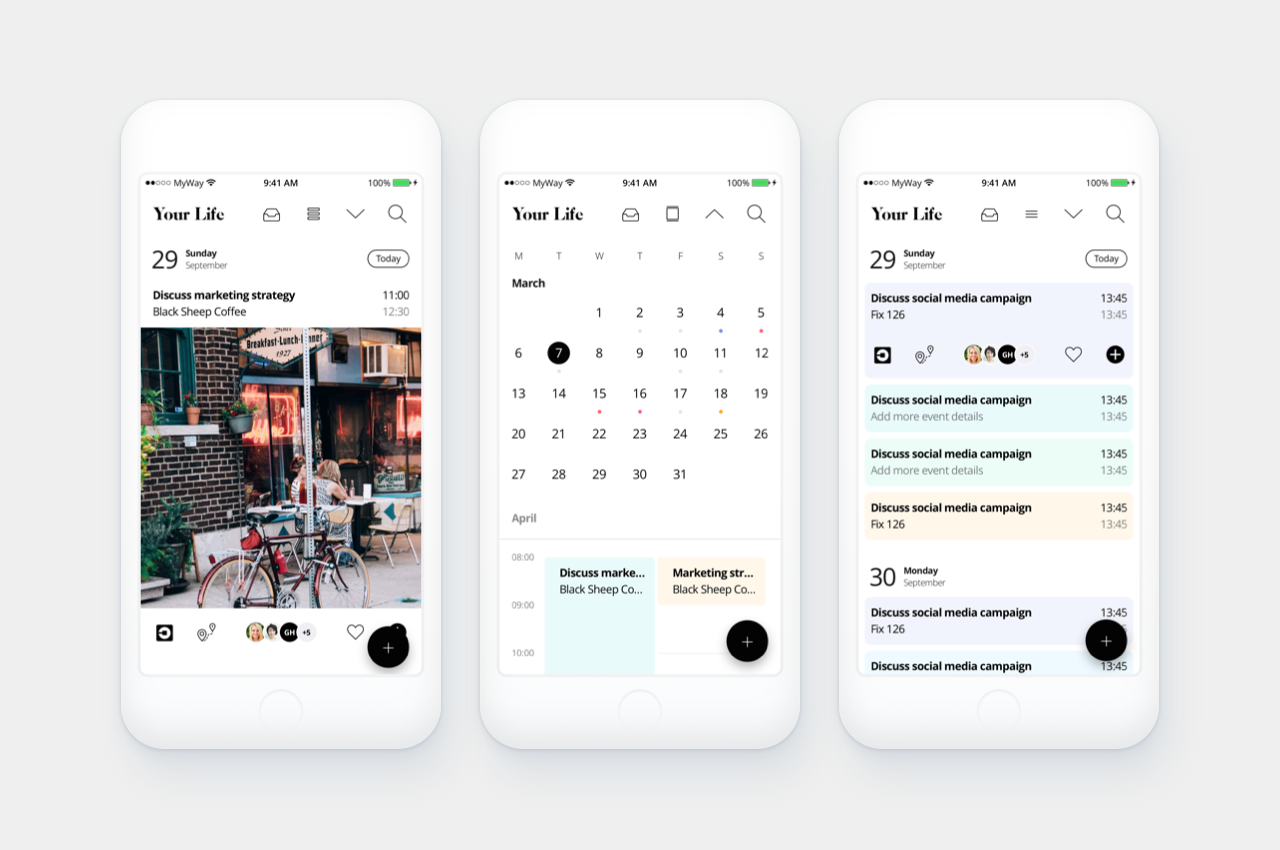 MyWay 9:41 AM 100%
Your Life
29 Sunday
September
Today
Discuss marketing strategy 11:00
Black Sheep Coffee 12:30
Breakfast-Lunch-Dinner
1927
GH +5
+
MyWay 9:41 AM 100%
Your Life
M T W T F S S
March
1 2 3 4 5
6 7 8 9 10 11 12
13 14 15 16 17 18 19
20 21 22 23 24 25 26
27 28 29 30 31
April
08:00
Discuss marke... Marketing str...
Black Sheep Co... Black Sheep Co...
09:00
10:00
+
MyWay 9:41 AM 100%
Your Life
29 Sunday
September
Today
Discuss social media campaign 13:45
Fix 126 13:45
GH +5
Discuss social media campaign 13:45
Add more event details 13:45
Discuss social media campaign 13:45
Add more event details 13:45
Discuss social media campaign 13:45
Fix 126 13:45
30 Monday
September
Discuss social media campaign 13:45
Fix 126
+
Discuss social media campaign 13:45